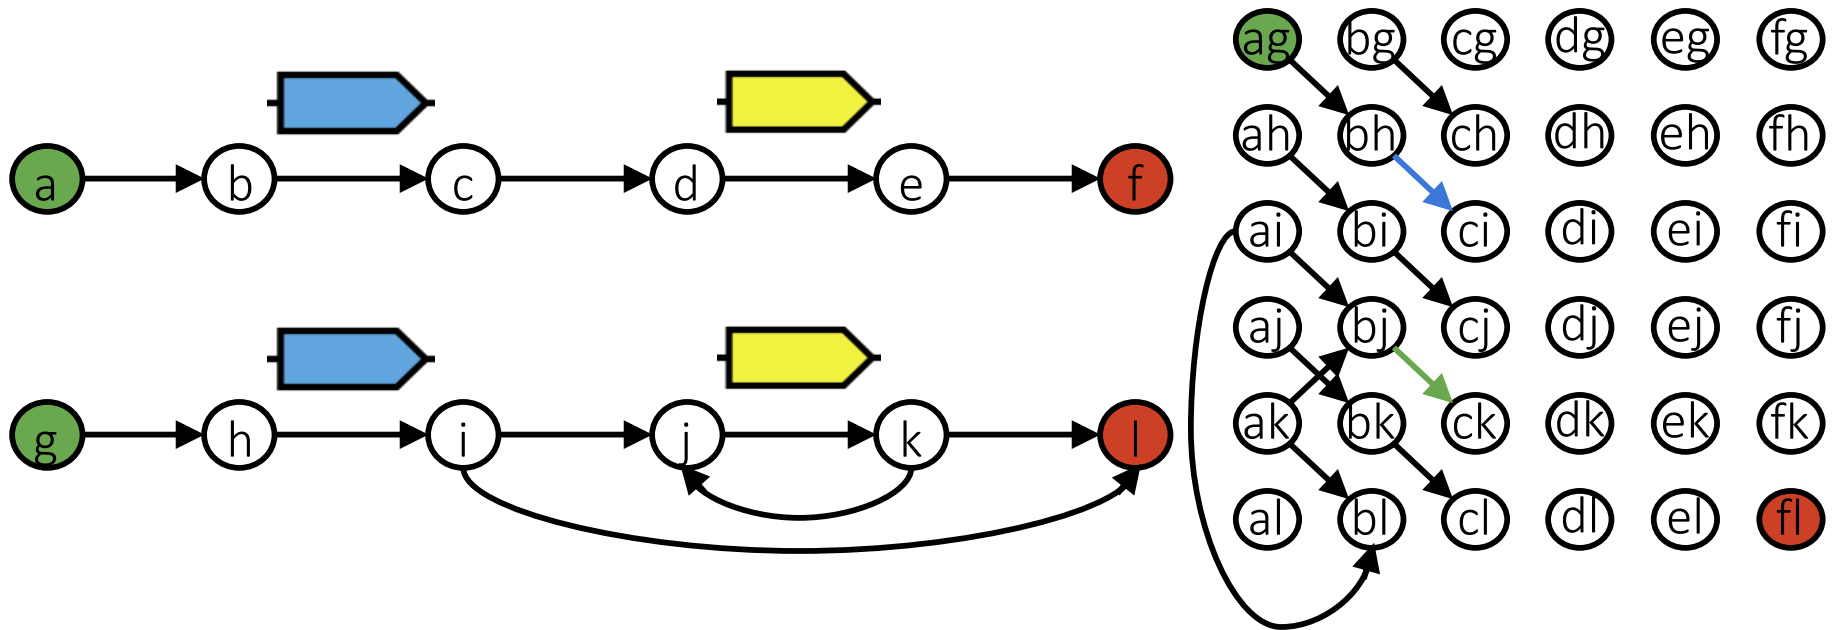 a b c d e f
g h i j k l
ag bg cg dg eg fg
ah bh ch dh eh fh
ai bi ci di ei fi
aj bj cj dj ej fj
ak bk ck dk ek fk
al bl cl dl el fl